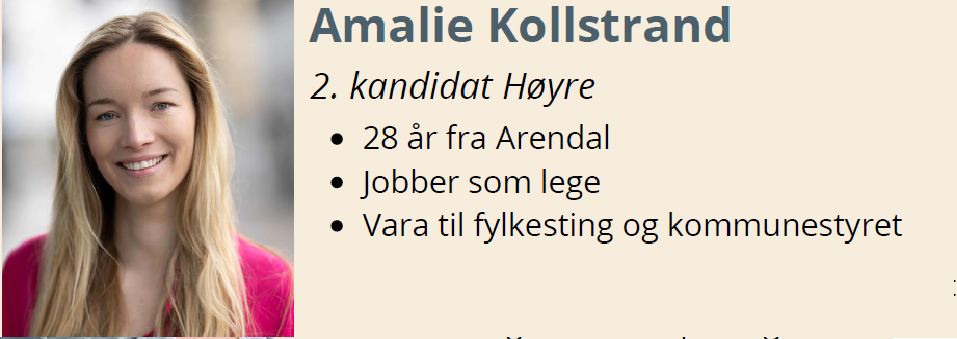 Amalie Kollstrand
2. kandidat Høyre
• 28 år fra Arendal
• Jobber som lege
• Vara til fylkesting og kommunestyret